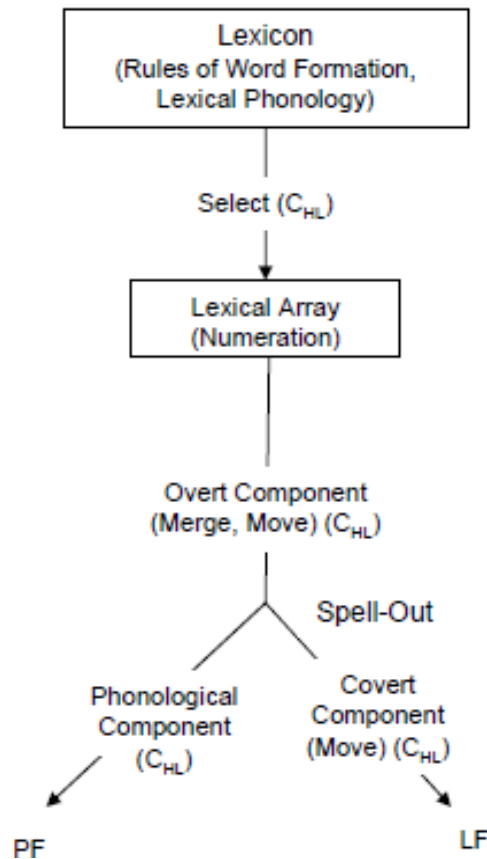 Lexicon
(Rules of Word Formation,
Lexical Phonology)
Select (C_HL)
Lexical Array
(Numeration)
Overt Component
(Merge, Move) (C_HL)
Spell-Out
Phonological
Component
(C_HL)
Covert
Component
(Move) (C_HL)
PF
LF